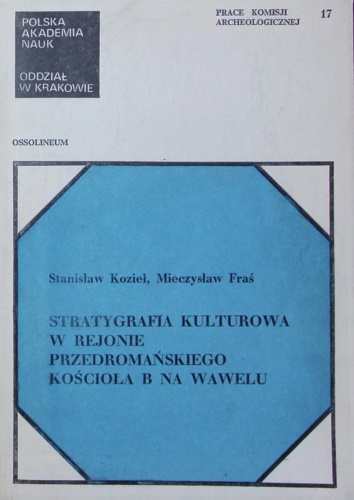 POLSKA
AKADEMIA
NAUK
ODDZIAŁ
W KRAKOWIE
PRACE KOMISJI
ARCHEOLOGICZNEJ
17
OSSOLINEUM
Stanisław Kozieł, Mieczysław Fraś
STRATYGRAFIA KULTUROWA
W REJONIE
PRZEDROMAŃSKIEGO
KOŚCIOŁA B NA WAWELU